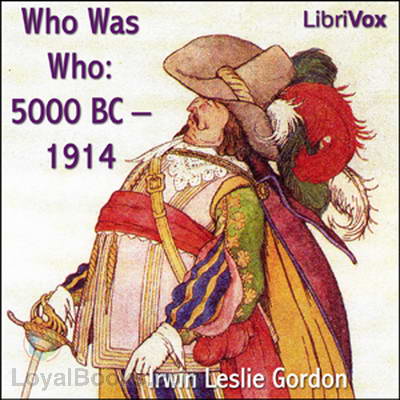 Who Was
Who:
5000 BC –
1914
LibriVox
Irwin Leslie Gordon
LoyalBooks